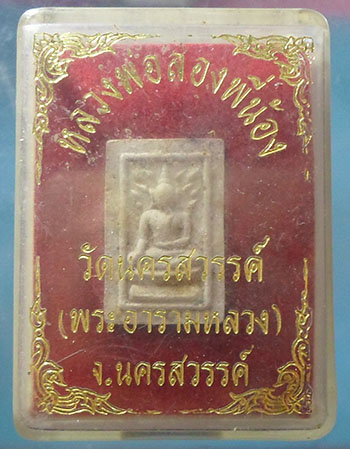 หลวงพ่อสองพี่น้อง
วัดนครสวรรค์
(พระอารามหลวง)
จ.นครสวรรค์